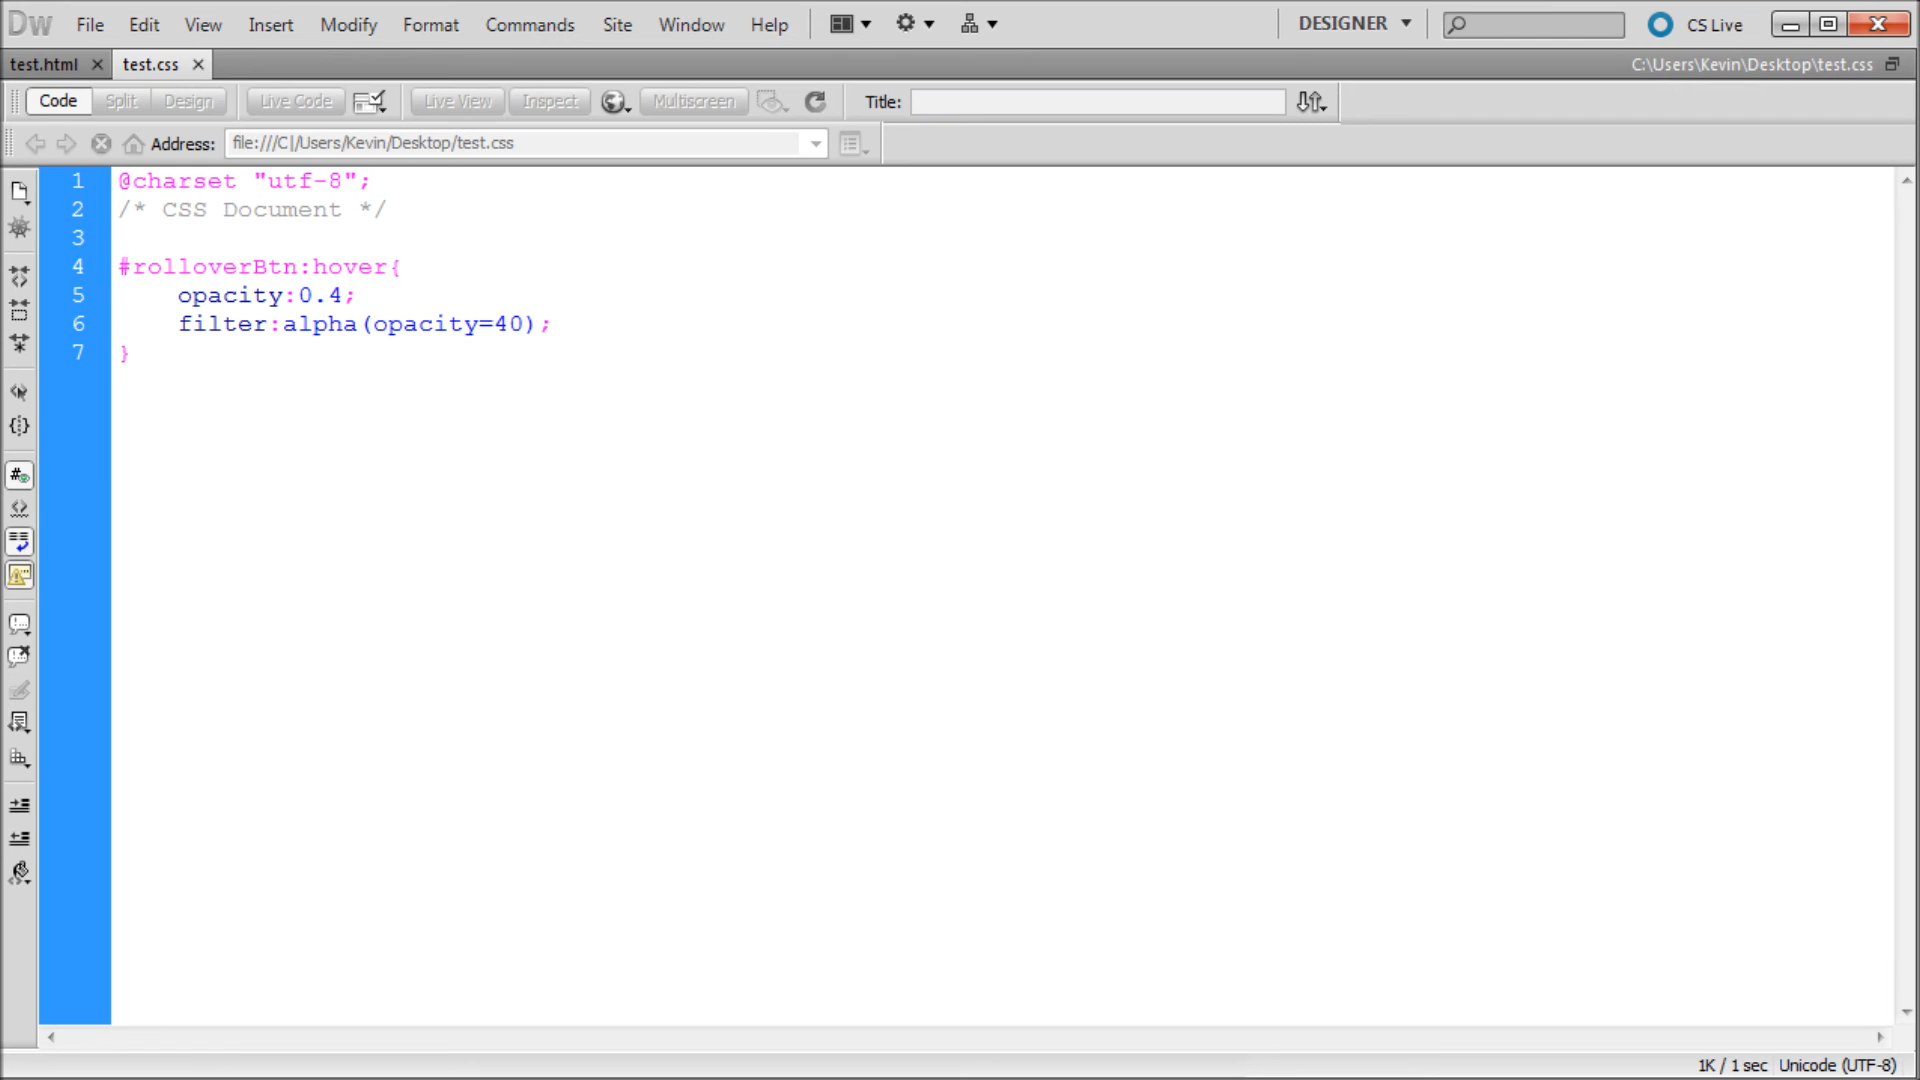 Dw File Edit View Insert Modify Format Commands Site Window Help DESIGNER CS Live
test.html test.css C:\Users\Kevin\Desktop\test.css
Code Split Design Live Code Live View Inspect Multiscreen Title:
Address: file:///C|/Users/Kevin/Desktop/test.css
1 @charset "utf-8";
2 /* CSS Document */
3
4 #rolloverBtn:hover{
5 opacity:0.4;
6 filter:alpha(opacity=40);
7 }
1K / 1 sec Unicode (UTF-8)